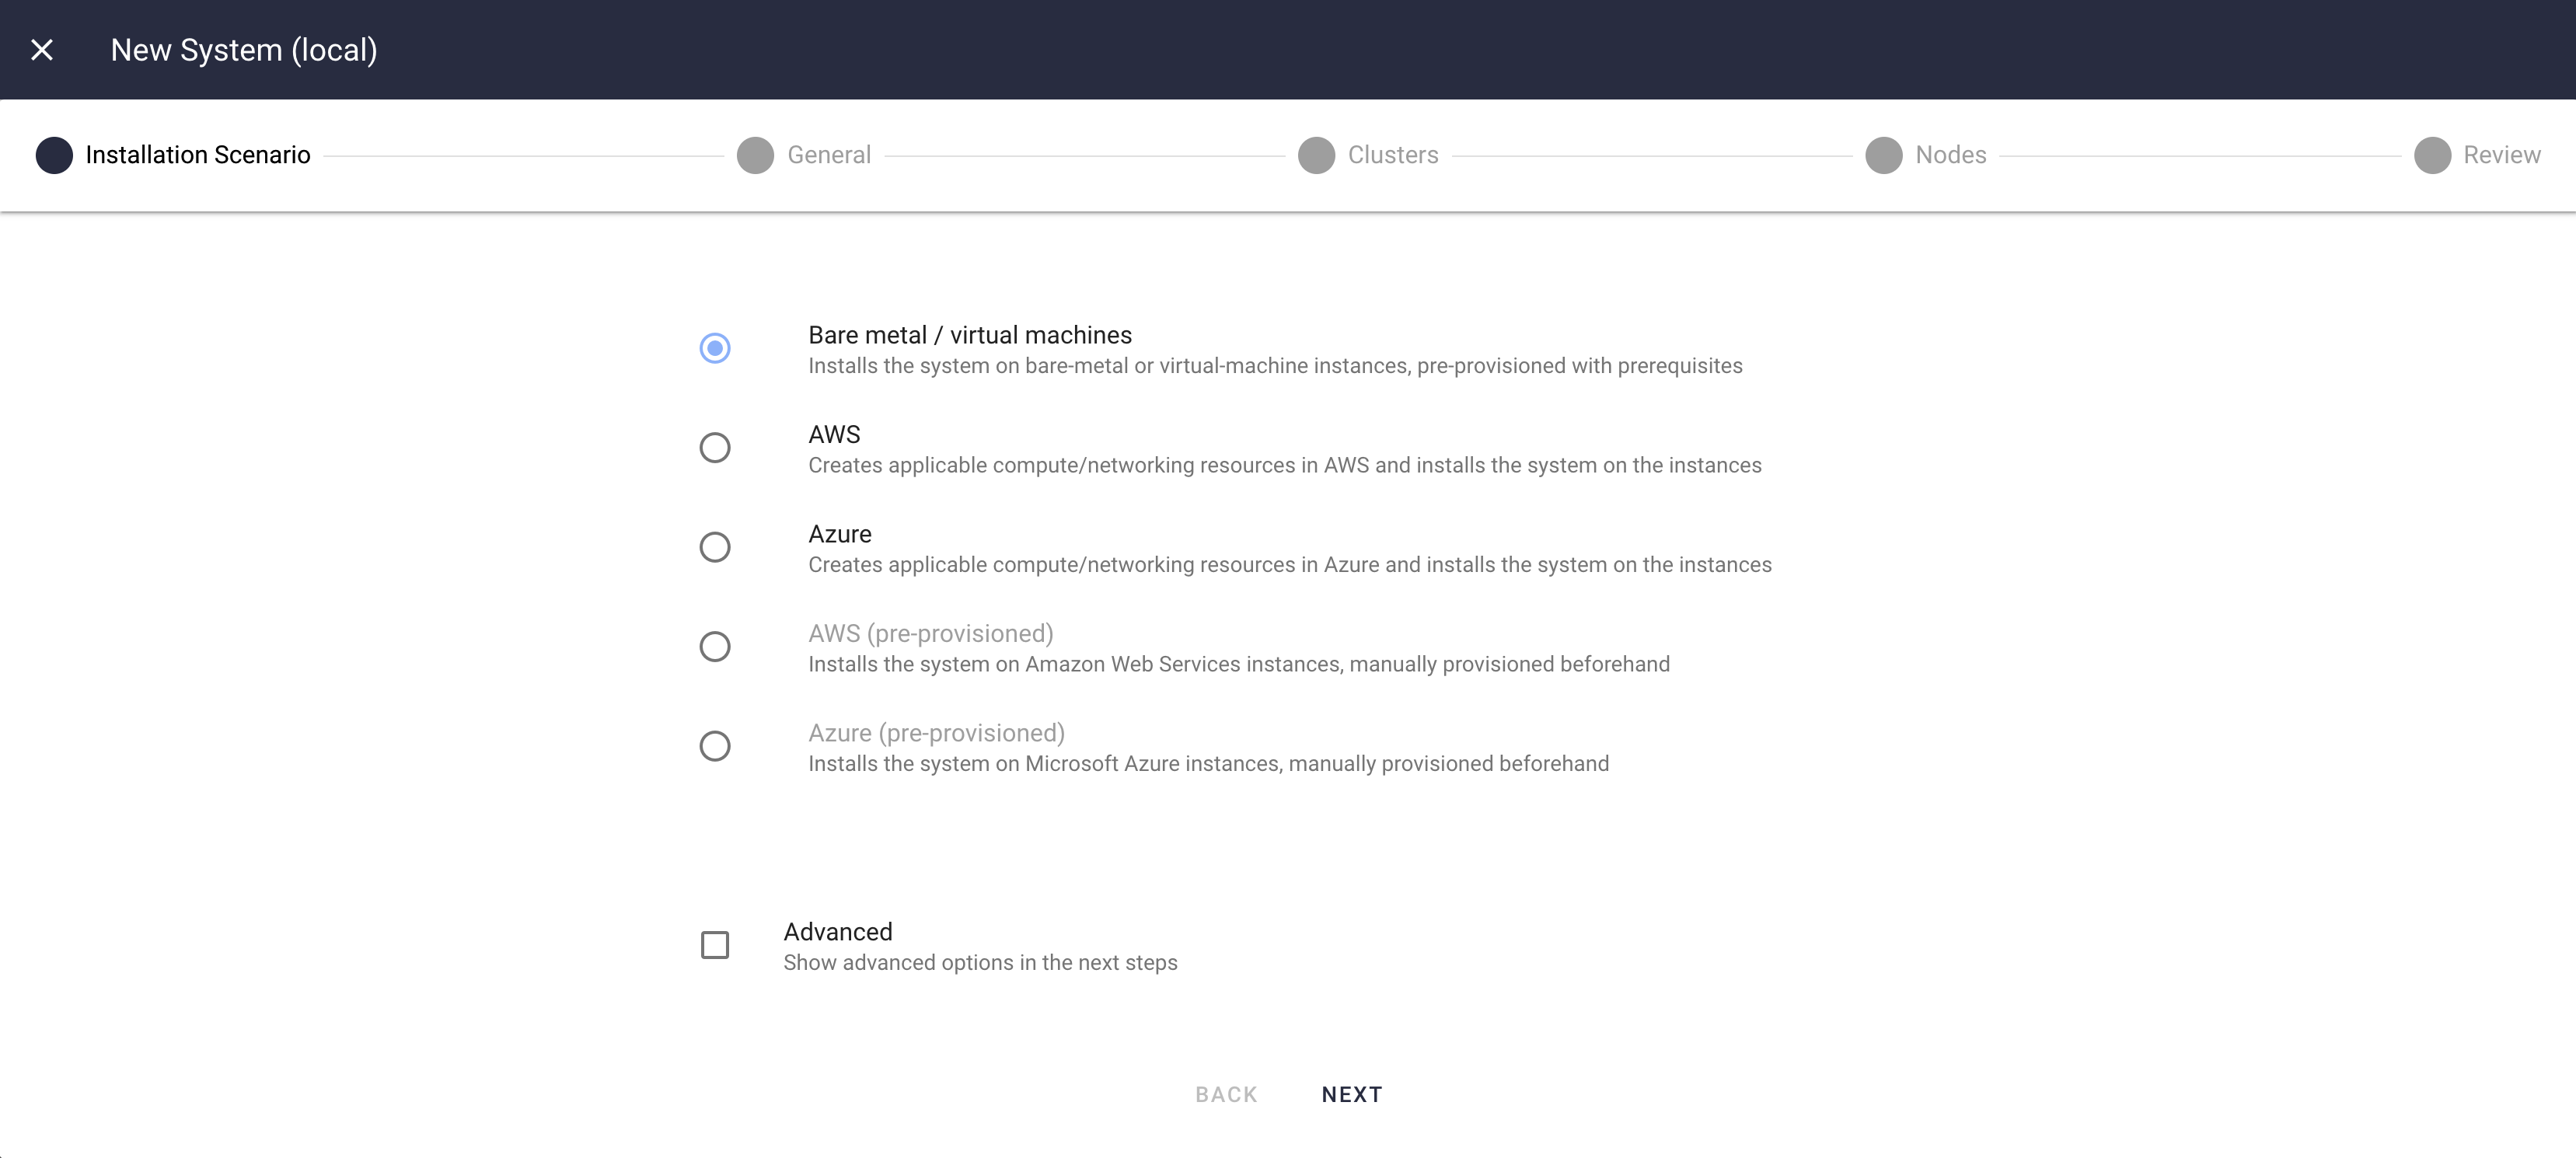 New System (local)
Installation Scenario
General
Clusters
Nodes
Review
Bare metal / virtual machines
Installs the system on bare-metal or virtual-machine instances, pre-provisioned with prerequisites
AWS
Creates applicable compute/networking resources in AWS and installs the system on the instances
Azure
Creates applicable compute/networking resources in Azure and installs the system on the instances
AWS (pre-provisioned)
Installs the system on Amazon Web Services instances, manually provisioned beforehand
Azure (pre-provisioned)
Installs the system on Microsoft Azure instances, manually provisioned beforehand
Advanced
Show advanced options in the next steps
BACK
NEXT